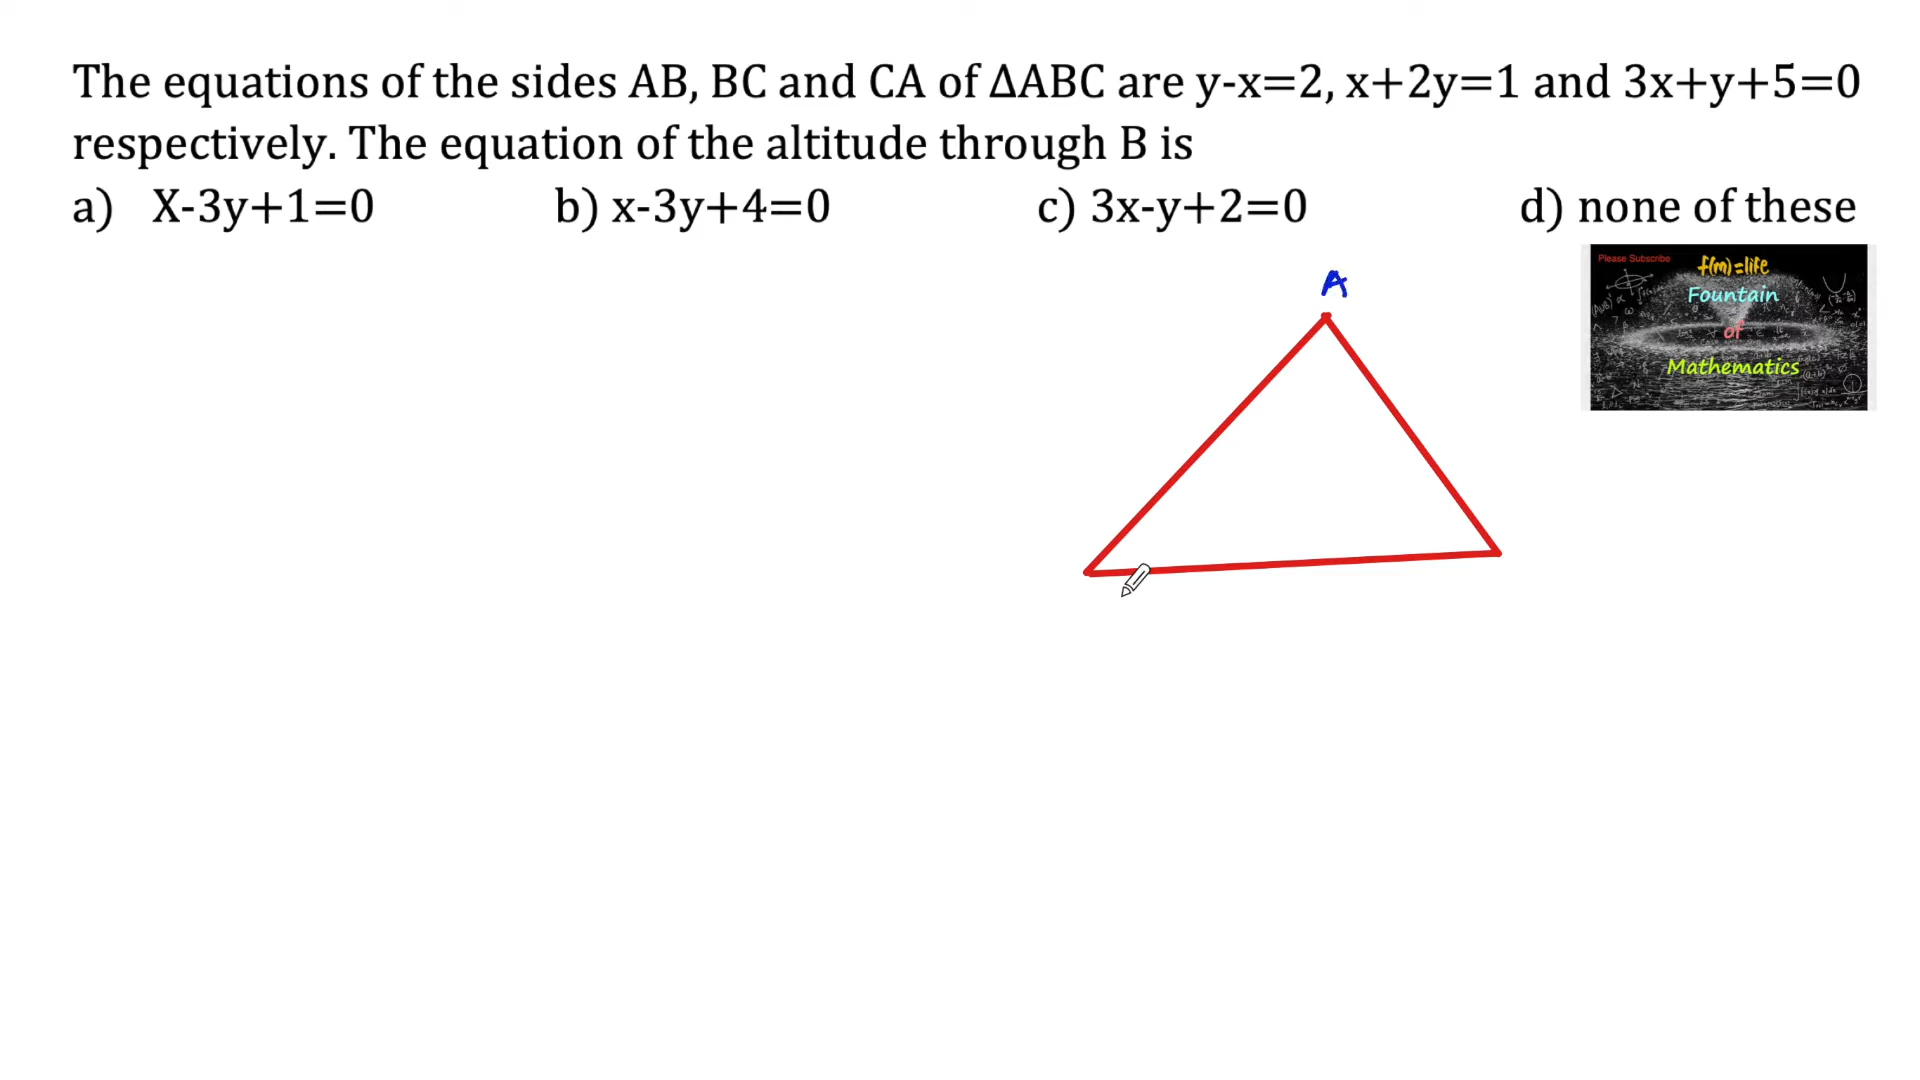 The equations of the sides AB, BC and CA of ΔABC are y-x=2, x+2y=1 and 3x+y+5=0
respectively. The equation of the altitude through B is
a) X-3y+1=0 b) x-3y+4=0 c) 3x-y+2=0 d) none of these
Please Subscribe
f(m)=life
Fountain
of
Mathematics
A